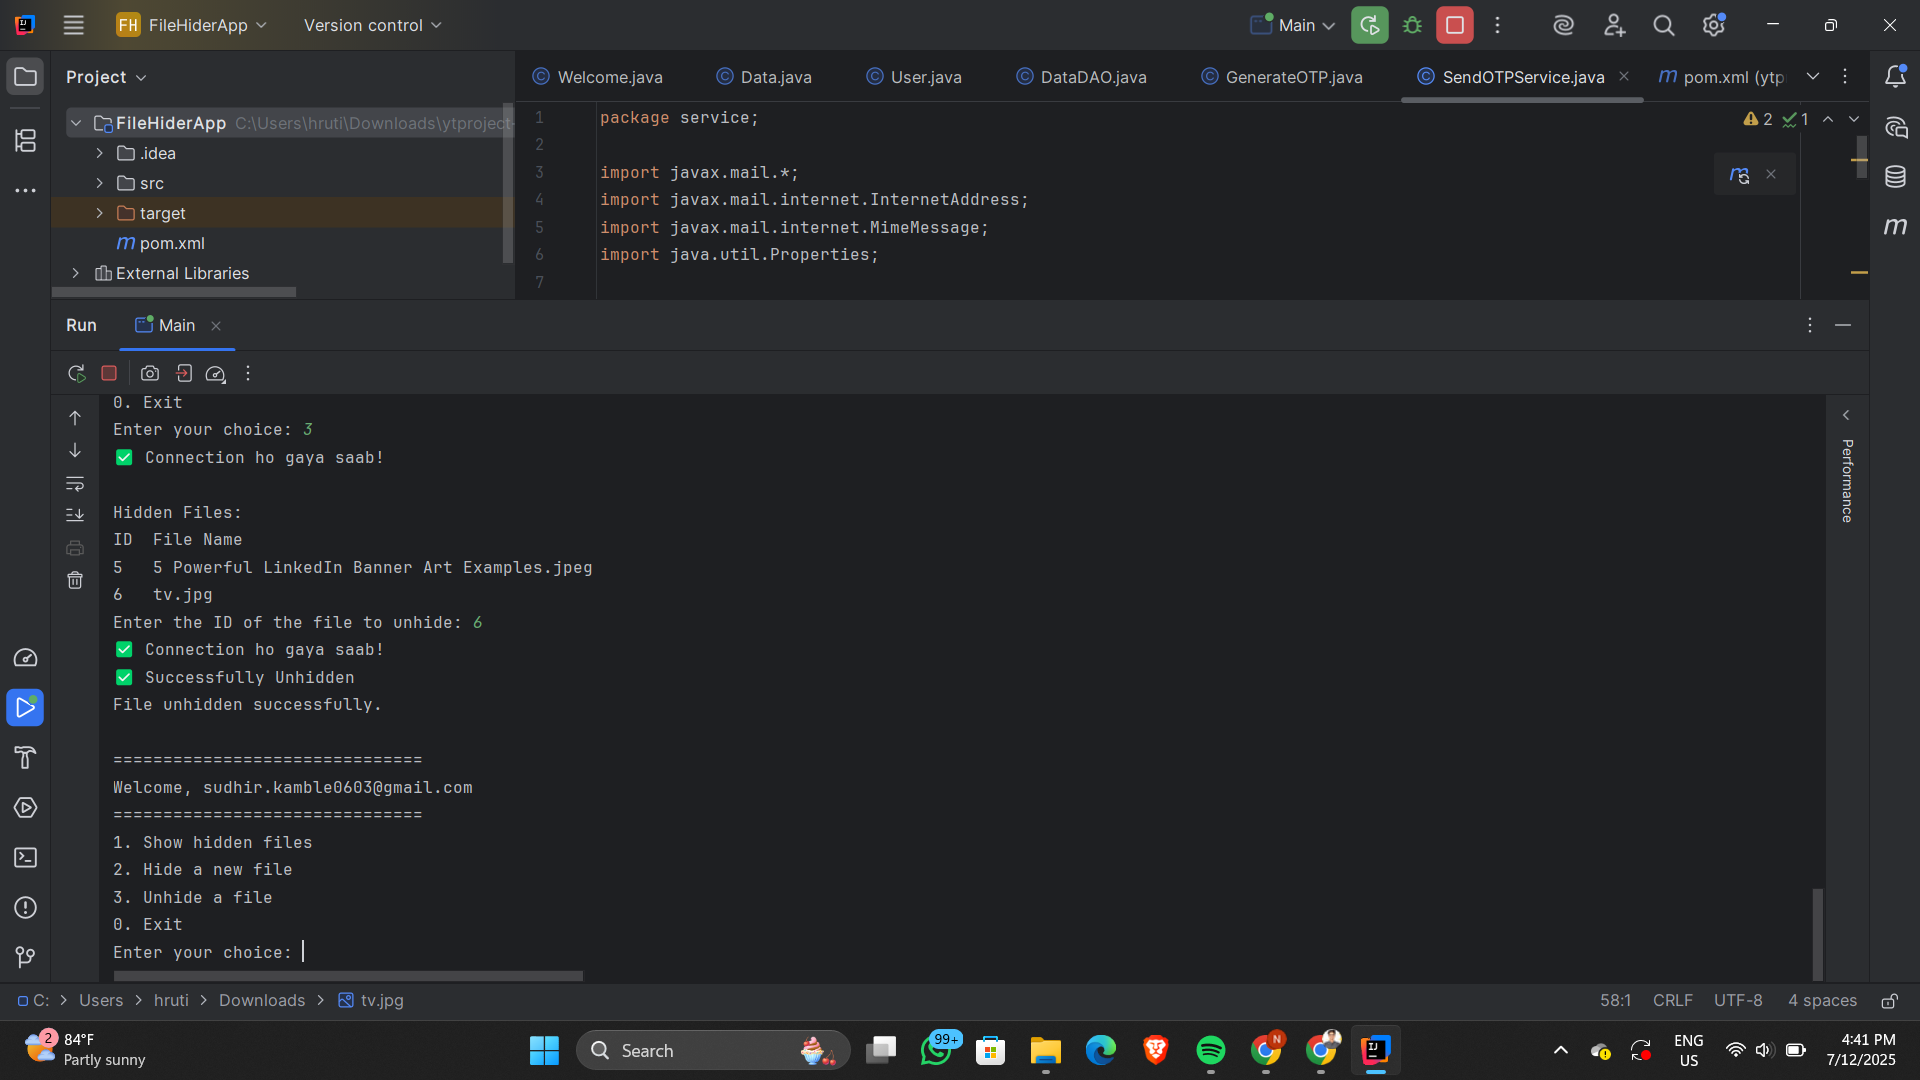 FH FileHiderApp Version control Main
Project
Welcome.java Data.java User.java DataDAO.java GenerateOTP.java SendOTPService.java pom.xml (ytp
FileHiderApp C:\Users\hruti\Downloads\ytproject-
.idea
src
target
pom.xml
External Libraries
1 package service;
2
3 import javax.mail.*;
4 import javax.mail.internet.InternetAddress;
5 import javax.mail.internet.MimeMessage;
6 import java.util.Properties;
7
2 1
Run Main
0. Exit
Enter your choice: 3
✅ Connection ho gaya saab!
Hidden Files:
ID File Name
5 5 Powerful LinkedIn Banner Art Examples.jpeg
6 tv.jpg
Enter the ID of the file to unhide: 6
✅ Connection ho gaya saab!
✅ Successfully Unhidden
File unhidden successfully.
===============================
Welcome, sudhir.kamble0603@gmail.com
===============================
1. Show hidden files
2. Hide a new file
3. Unhide a file
0. Exit
Enter your choice:
Performance
C: > Users > hruti > Downloads > tv.jpg 58:1 CRLF UTF-8 4 spaces
2 84°F
Partly sunny
Search
99+
N
ENG
US
4:41 PM
7/12/2025